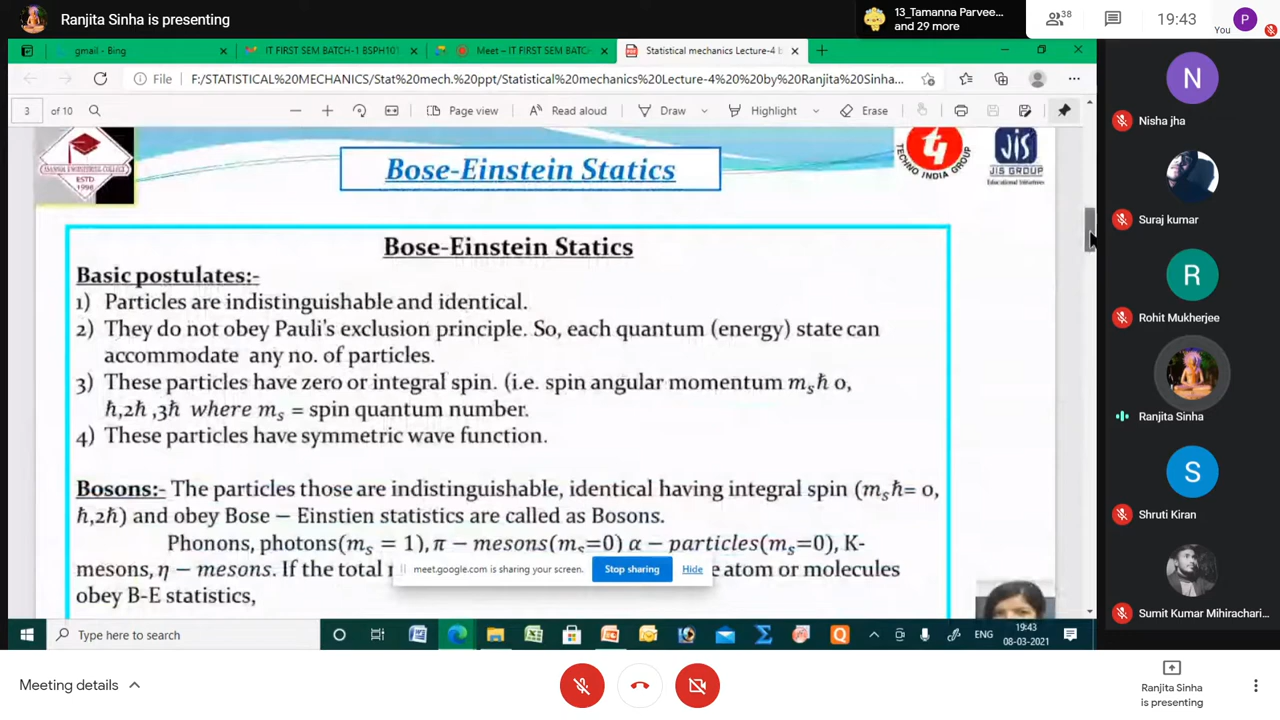 Ranjita Sinha is presenting
13_Tamanna Parvee...
and 29 more
38
19:43
You
P
gmail - Bing
IT FIRST SEM BATCH-1 BSPH101
Meet – IT FIRST SEM BATCH-
Statistical mechanics Lecture-4 b
File
F:/STATISTICAL%20MECHANICS/Stat%20mech.%20ppt/Statistical%20mechanics%20Lecture-4%20%20by%20Ranjita%20Sinha...
3 of 10
Page view
Read aloud
Draw
Highlight
Erase
ESTD
1998
Bose-Einstein Statics
TECHNO INDIA GROUP
JIS
JIS GROUP
Educational Initiatives
Bose-Einstein Statics
Basic postulates:-
1) Particles are indistinguishable and identical.
2) They do not obey Pauli's exclusion principle. So, each quantum (energy) state can
accommodate any no. of particles.
3) These particles have zero or integral spin. (i.e. spin angular momentum mₛħ 0,
ħ,2ħ ,3ħ where mₛ = spin quantum number.
4) These particles have symmetric wave function.
Bosons:- The particles those are indistinguishable, identical having integral spin (mₛħ= 0,
ħ,2ħ) and obey Bose – Einstien statistics are called as Bosons.
Phonons, photons(mₛ = 1), π – mesons(mₛ=0) α – particles(mₛ=0), K-
mesons, η – mesons. If the total atom or molecules
obey B-E statistics,
meet.google.com is sharing your screen.
Stop sharing
Hide
N
Nisha jha
Suraj kumar
R
Rohit Mukherjee
Ranjita Sinha
S
Shruti Kiran
Sumit Kumar Mihirachari...
Type here to search
ENG
19:43
08-03-2021
Meeting details
Ranjita Sinha
is presenting